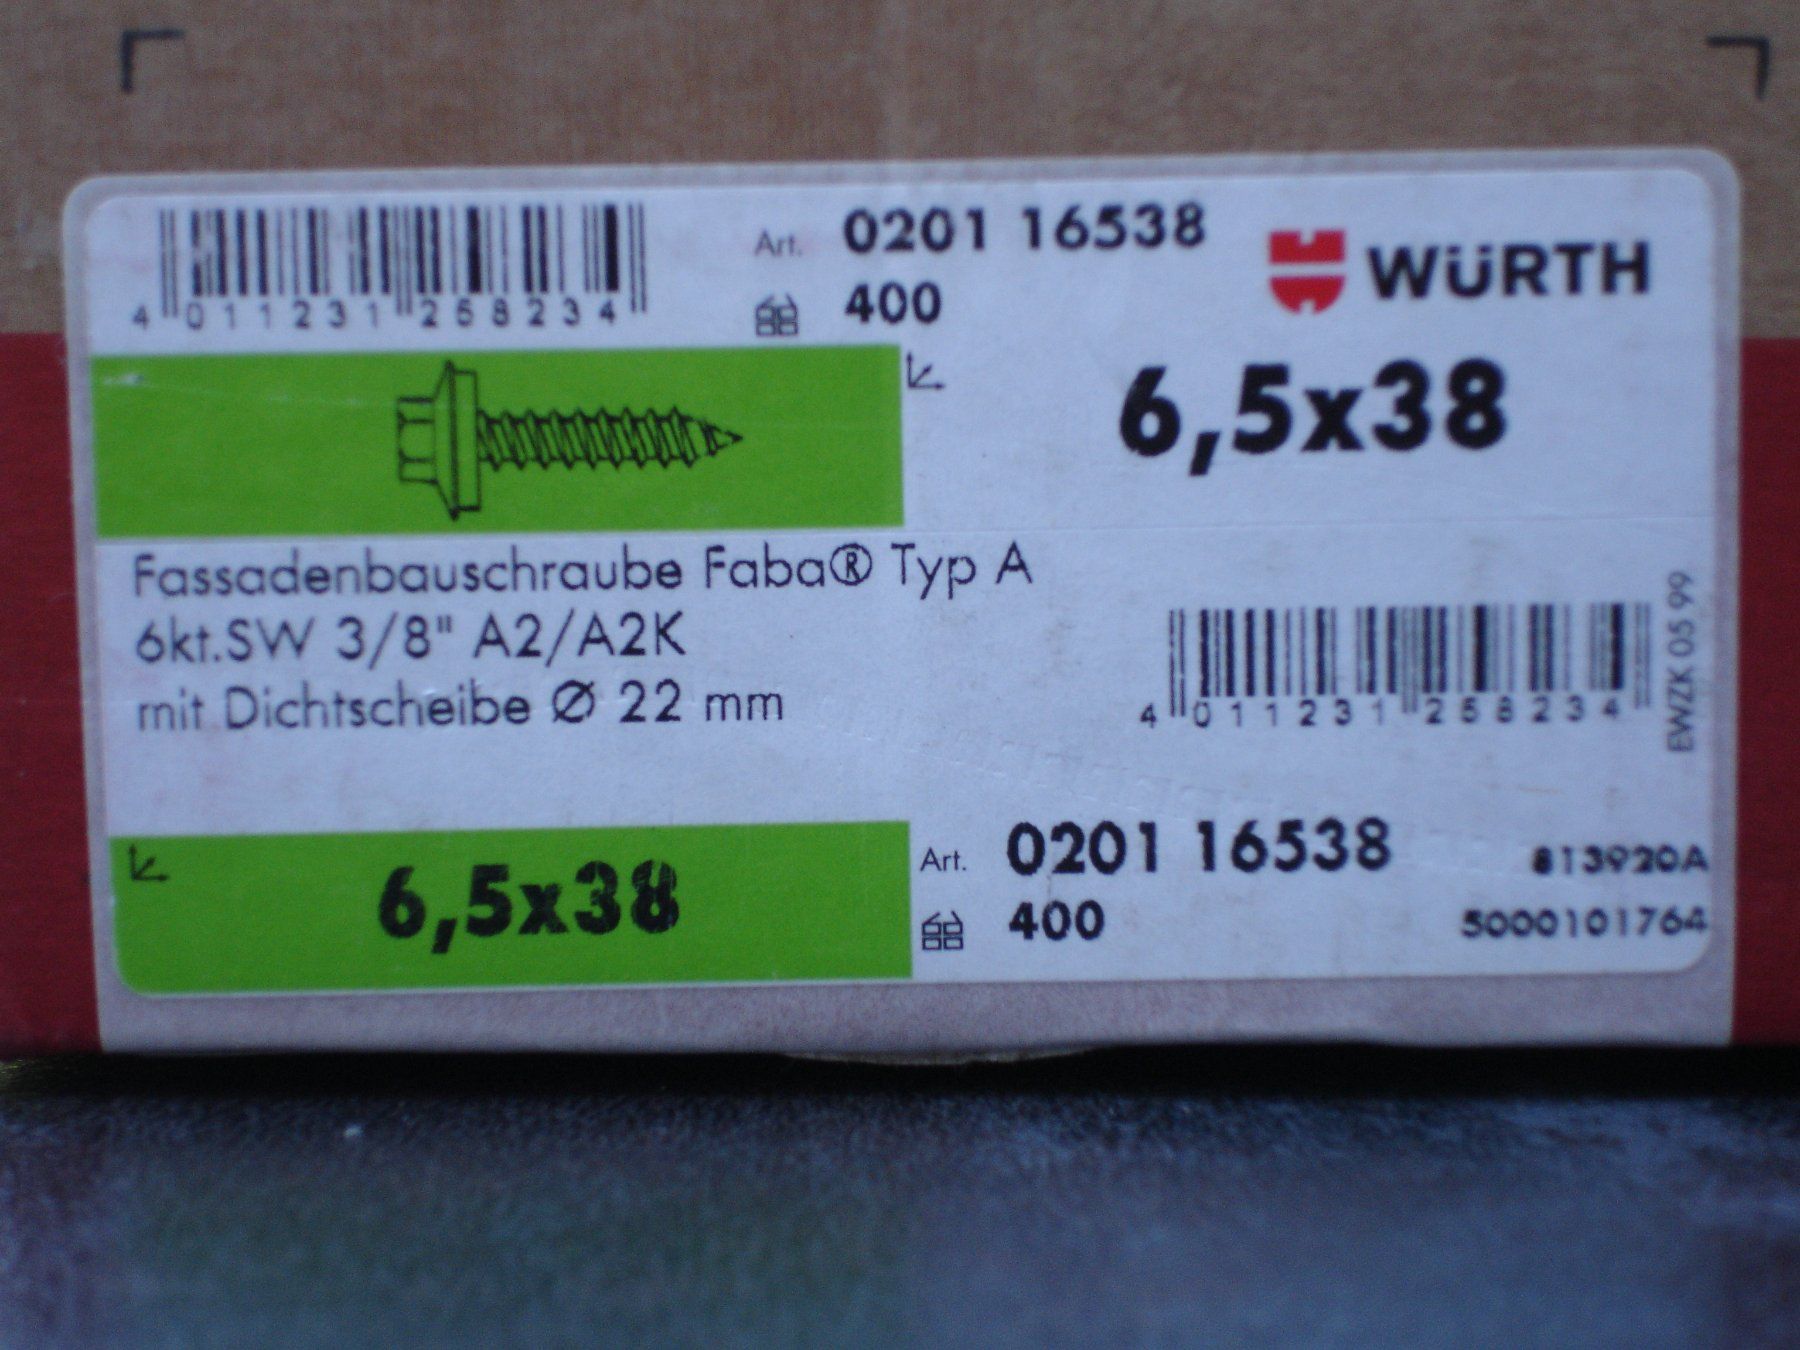 Art. 0201 16538
WÜRTH
4 011231 258234
400
6,5x38
Fassadenbauschraube Faba® Typ A
6kt.SW 3/8" A2/A2K
mit Dichtscheibe Ø 22 mm
4 011231 258234
EWZK 05 99
6,5x38
Art. 0201 16538
813920A
400
5000101764